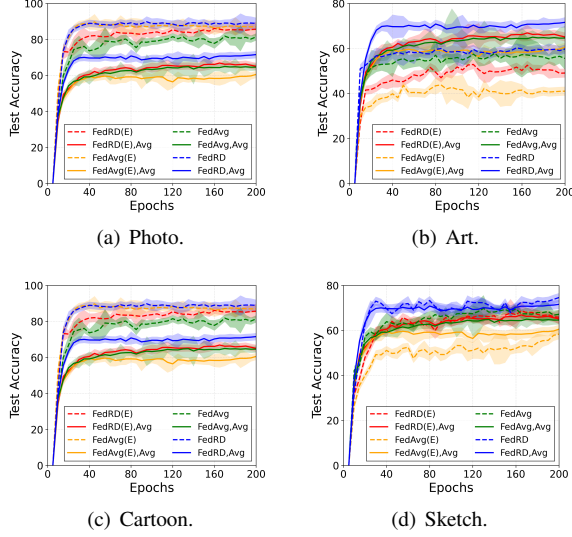 100
80
60
40
20
0
Test Accuracy
FedRD(E)
FedRD(E),Avg
FedAvg(E)
FedAvg(E),Avg
FedAvg
FedAvg,Avg
FedRD
FedRD,Avg
0 40 80 120 160 200
Epochs
(a) Photo.
80
60
40
20
0
Test Accuracy
FedRD(E)
FedRD(E),Avg
FedAvg(E)
FedAvg(E),Avg
FedAvg
FedAvg,Avg
FedRD
FedRD,Avg
0 40 80 120 160 200
Epochs
(b) Art.
100
80
60
40
20
0
Test Accuracy
FedRD(E)
FedRD(E),Avg
FedAvg(E)
FedAvg(E),Avg
FedAvg
FedAvg,Avg
FedRD
FedRD,Avg
0 40 80 120 160 200
Epochs
(c) Cartoon.
80
60
40
20
0
Test Accuracy
FedRD(E)
FedRD(E),Avg
FedAvg(E)
FedAvg(E),Avg
FedAvg
FedAvg,Avg
FedRD
FedRD,Avg
0 40 80 120 160 200
Epochs
(d) Sketch.